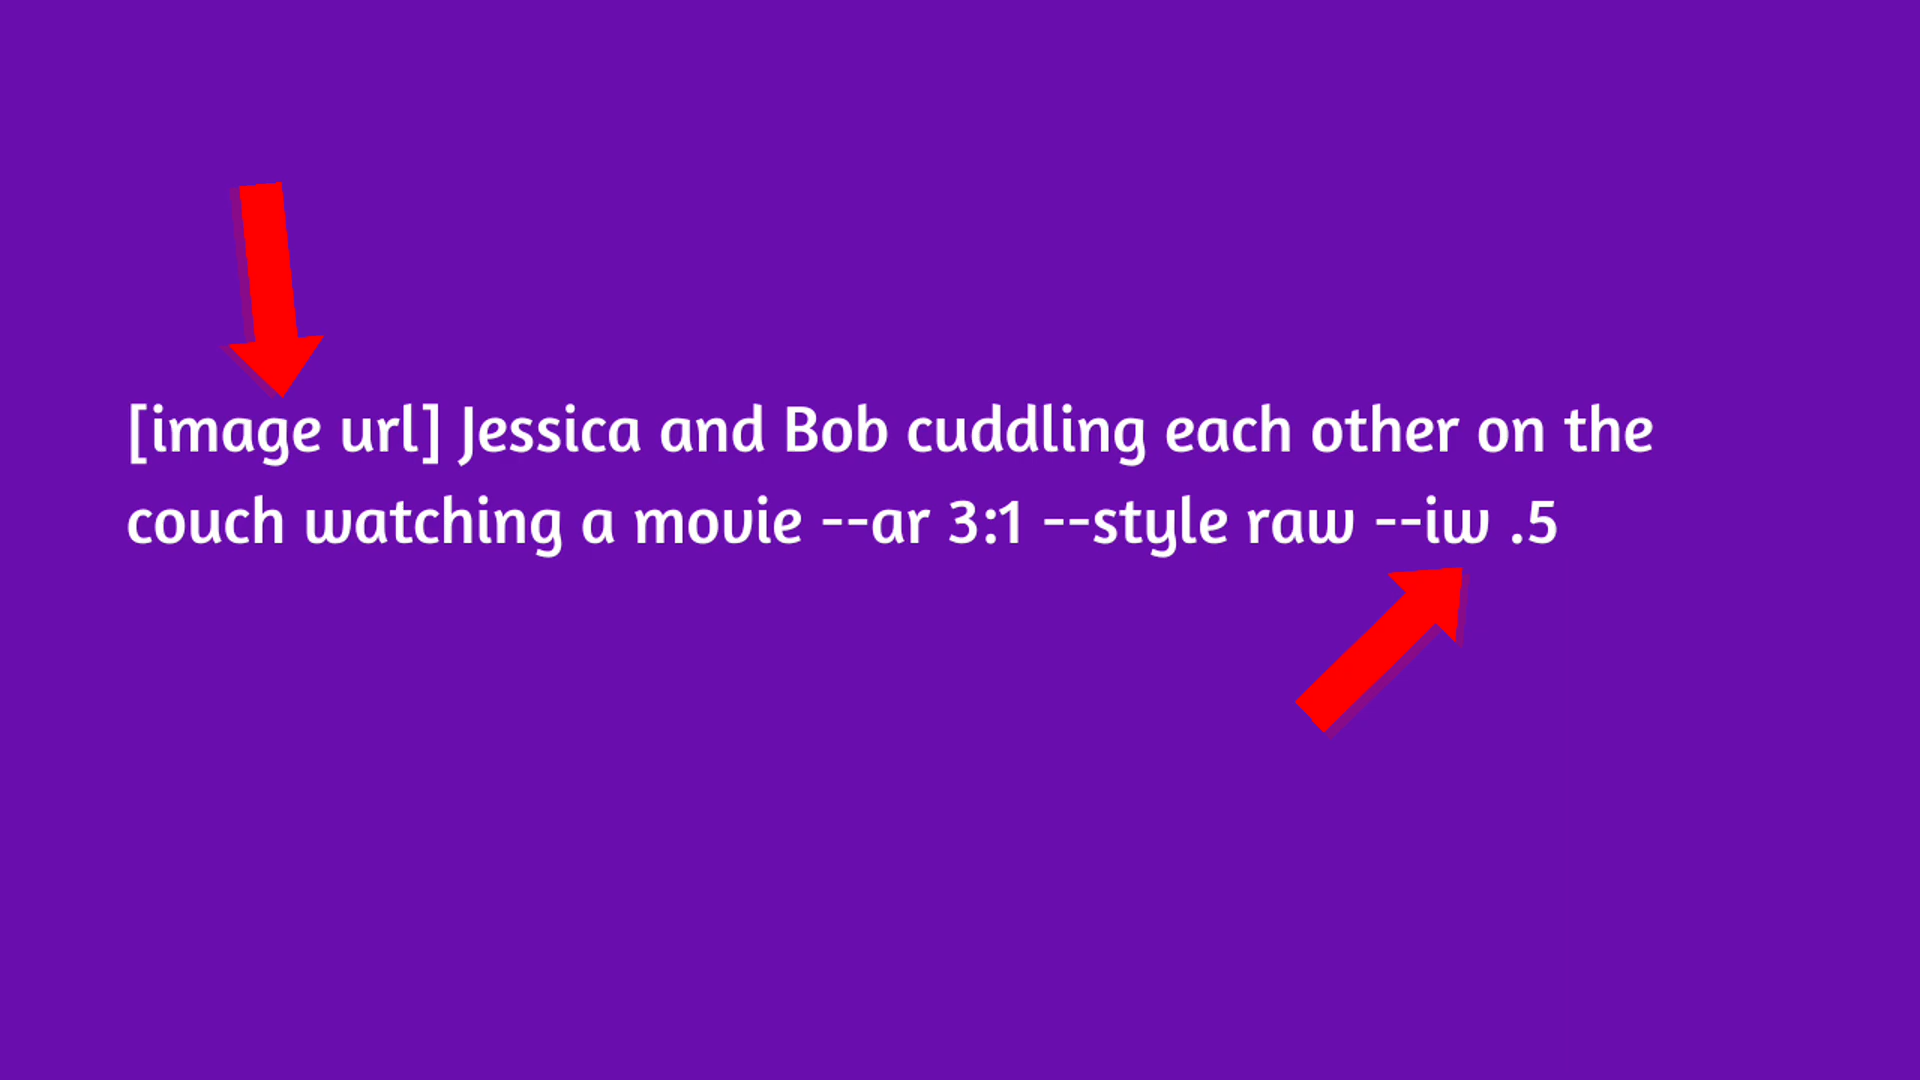 [image url] Jessica and Bob cuddling each other on the
couch watching a movie --ar 3:1 --style raw --iw .5